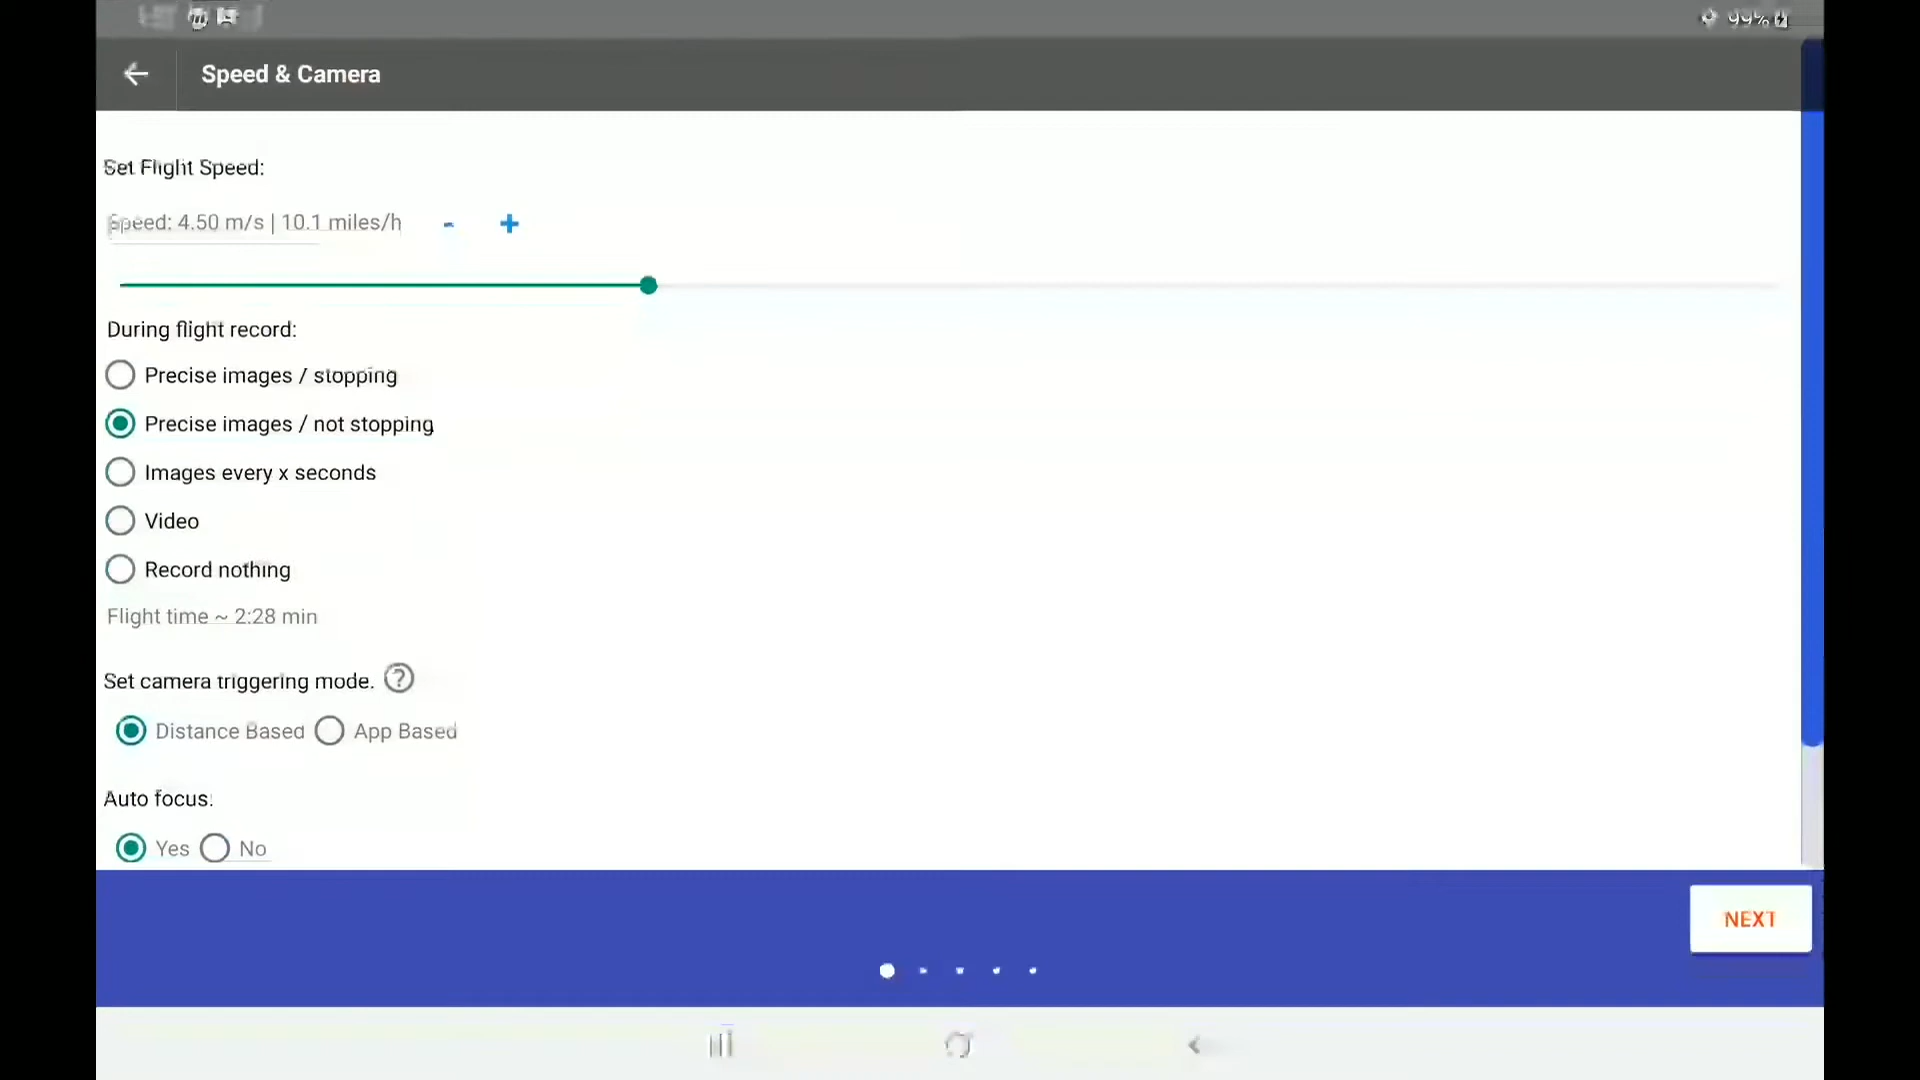 99%
Speed & Camera
Set Flight Speed:
Speed: 4.50 m/s | 10.1 miles/h
-
+
During flight record:
Precise images / stopping
Precise images / not stopping
Images every x seconds
Video
Record nothing
Flight time ~ 2:28 min
Set camera triggering mode. ?
Distance Based App Based
Auto focus:
Yes No
NEXT